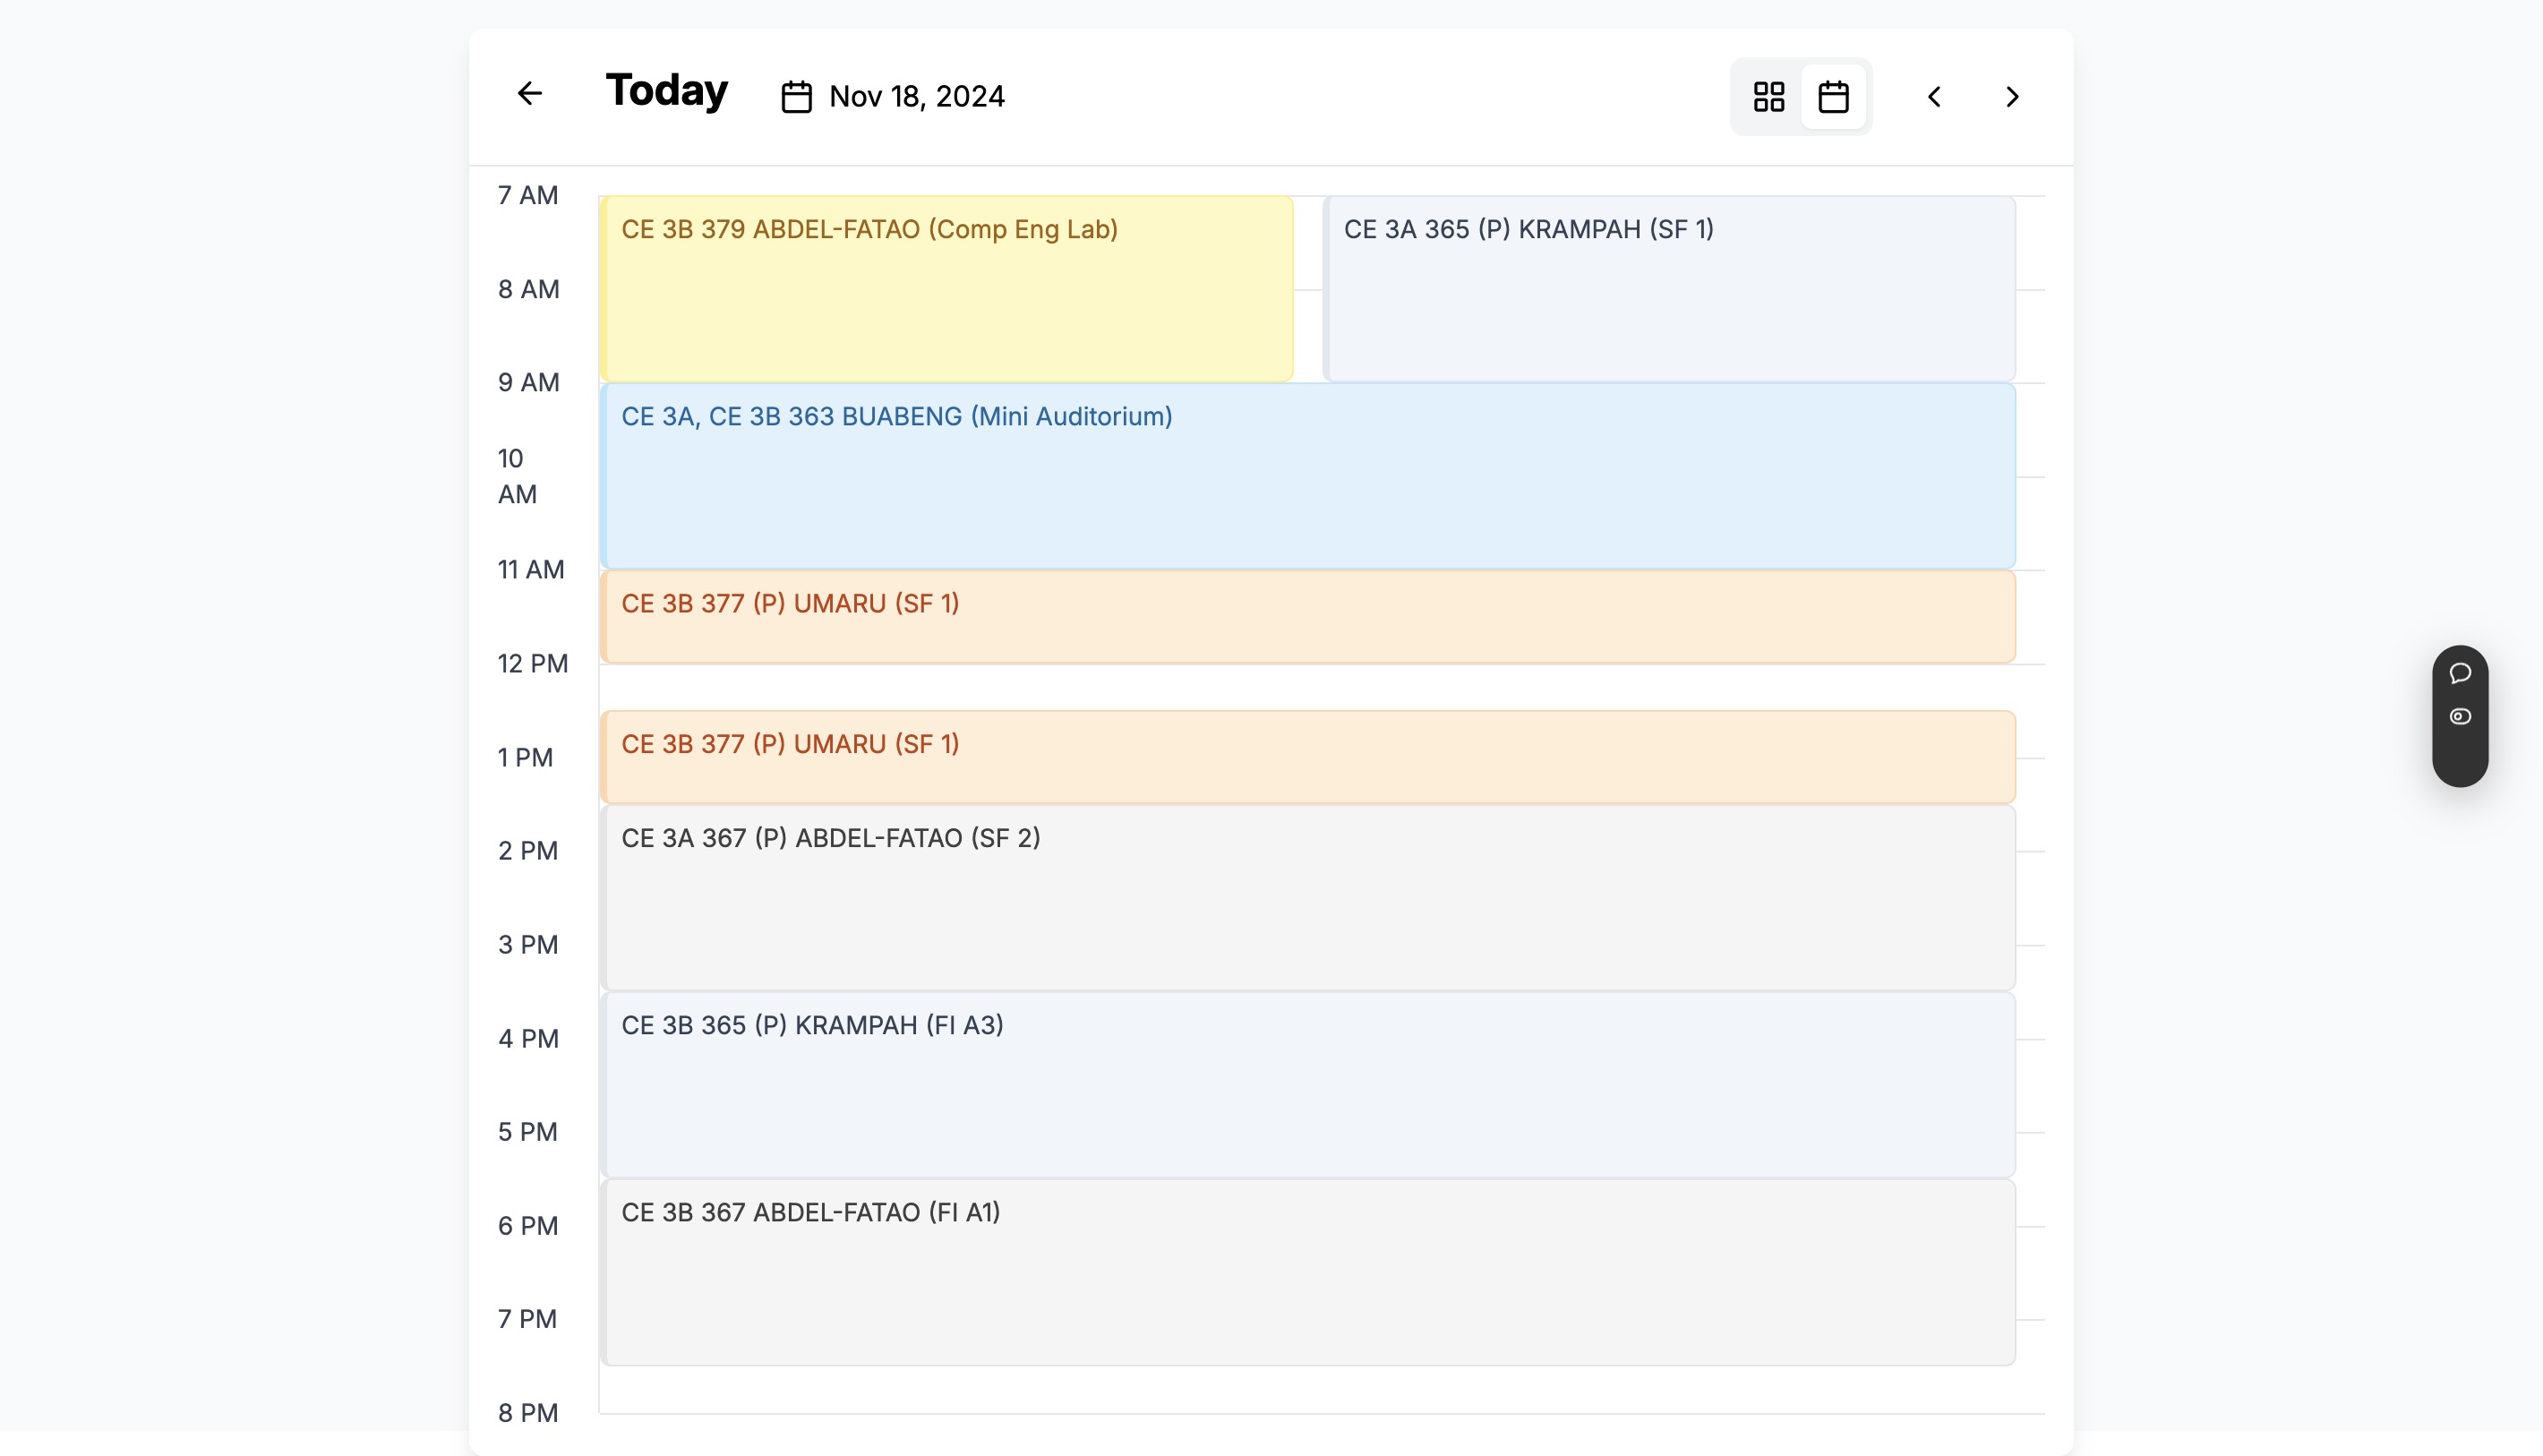 Today
Nov 18, 2024
7 AM
CE 3B 379 ABDEL-FATAO (Comp Eng Lab)
CE 3A 365 (P) KRAMPAH (SF 1)
8 AM
9 AM
CE 3A, CE 3B 363 BUABENG (Mini Auditorium)
10
AM
11 AM
CE 3B 377 (P) UMARU (SF 1)
12 PM
CE 3B 377 (P) UMARU (SF 1)
1 PM
CE 3A 367 (P) ABDEL-FATAO (SF 2)
2 PM
3 PM
CE 3B 365 (P) KRAMPAH (FI A3)
4 PM
5 PM
CE 3B 367 ABDEL-FATAO (FI A1)
6 PM
7 PM
8 PM